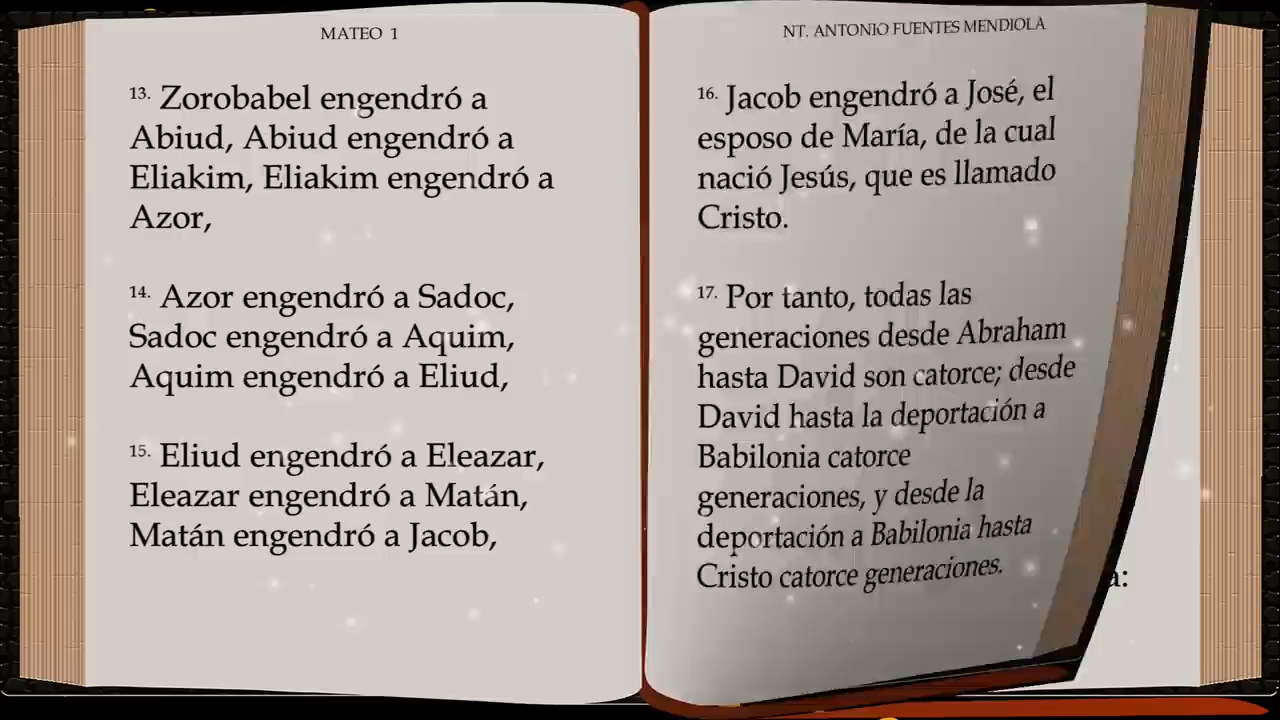 MATEO 1
13. Zorobabel engendró a
Abiud, Abiud engendró a
Eliakim, Eliakim engendró a
Azor,
14. Azor engendró a Sadoc,
Sadoc engendró a Aquim,
Aquim engendró a Eliud,
15. Eliud engendró a Eleazar,
Eleazar engendró a Matán,
Matán engendró a Jacob,
NT. ANTONIO FUENTES MENDIOLA
16. Jacob engendró a José, el
esposo de María, de la cual
nació Jesús, que es llamado
Cristo.
17. Por tanto, todas las
generaciones desde Abraham
hasta David son catorce; desde
David hasta la deportación a
Babilonia catorce
generaciones, y desde la
deportación a Babilonia hasta
Cristo catorce generaciones.